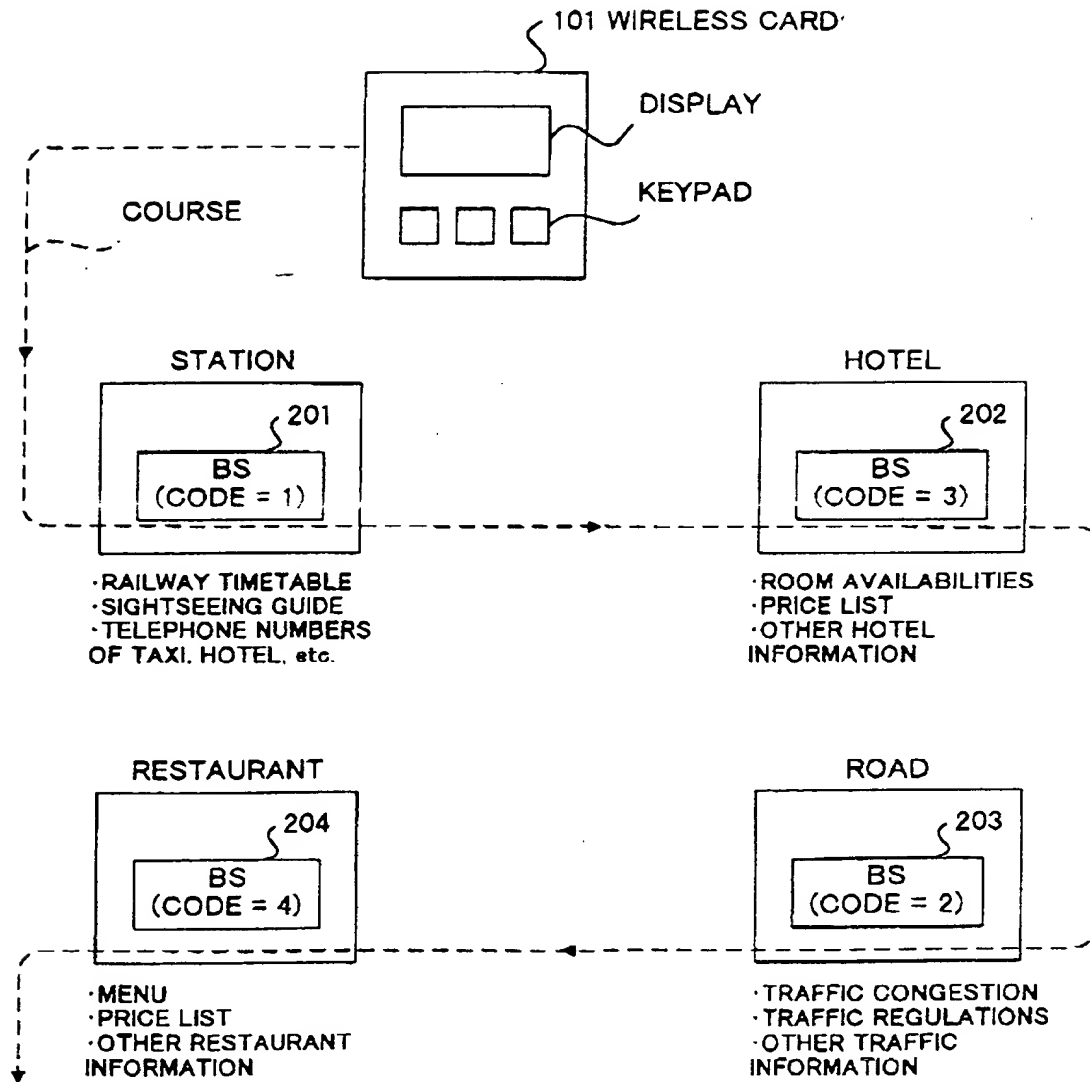 101 WIRELESS CARD
DISPLAY
KEYPAD
COURSE
STATION
201
BS
(CODE = 1)
·RAILWAY TIMETABLE
·SIGHTSEEING GUIDE
·TELEPHONE NUMBERS
OF TAXI, HOTEL, etc.
HOTEL
202
BS
(CODE = 3)
·ROOM AVAILABILITIES
·PRICE LIST
·OTHER HOTEL
INFORMATION
RESTAURANT
204
BS
(CODE = 4)
·MENU
·PRICE LIST
·OTHER RESTAURANT
INFORMATION
ROAD
203
BS
(CODE = 2)
·TRAFFIC CONGESTION
·TRAFFIC REGULATIONS
·OTHER TRAFFIC
INFORMATION